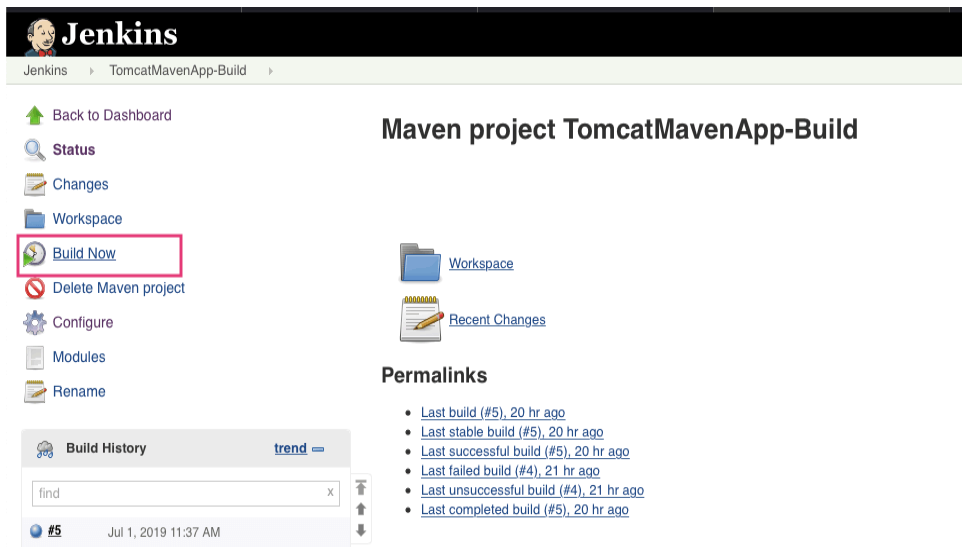 Jenkins
Jenkins TomcatMavenApp-Build
Back to Dashboard
Status
Changes
Workspace
Build Now
Delete Maven project
Configure
Modules
Rename
Build History trend
find x
#5 Jul 1, 2019 11:37 AM
Maven project TomcatMavenApp-Build
Workspace
Recent Changes
Permalinks
Last build (#5), 20 hr ago
Last stable build (#5), 20 hr ago
Last successful build (#5), 20 hr ago
Last failed build (#4), 21 hr ago
Last unsuccessful build (#4), 21 hr ago
Last completed build (#5), 20 hr ago